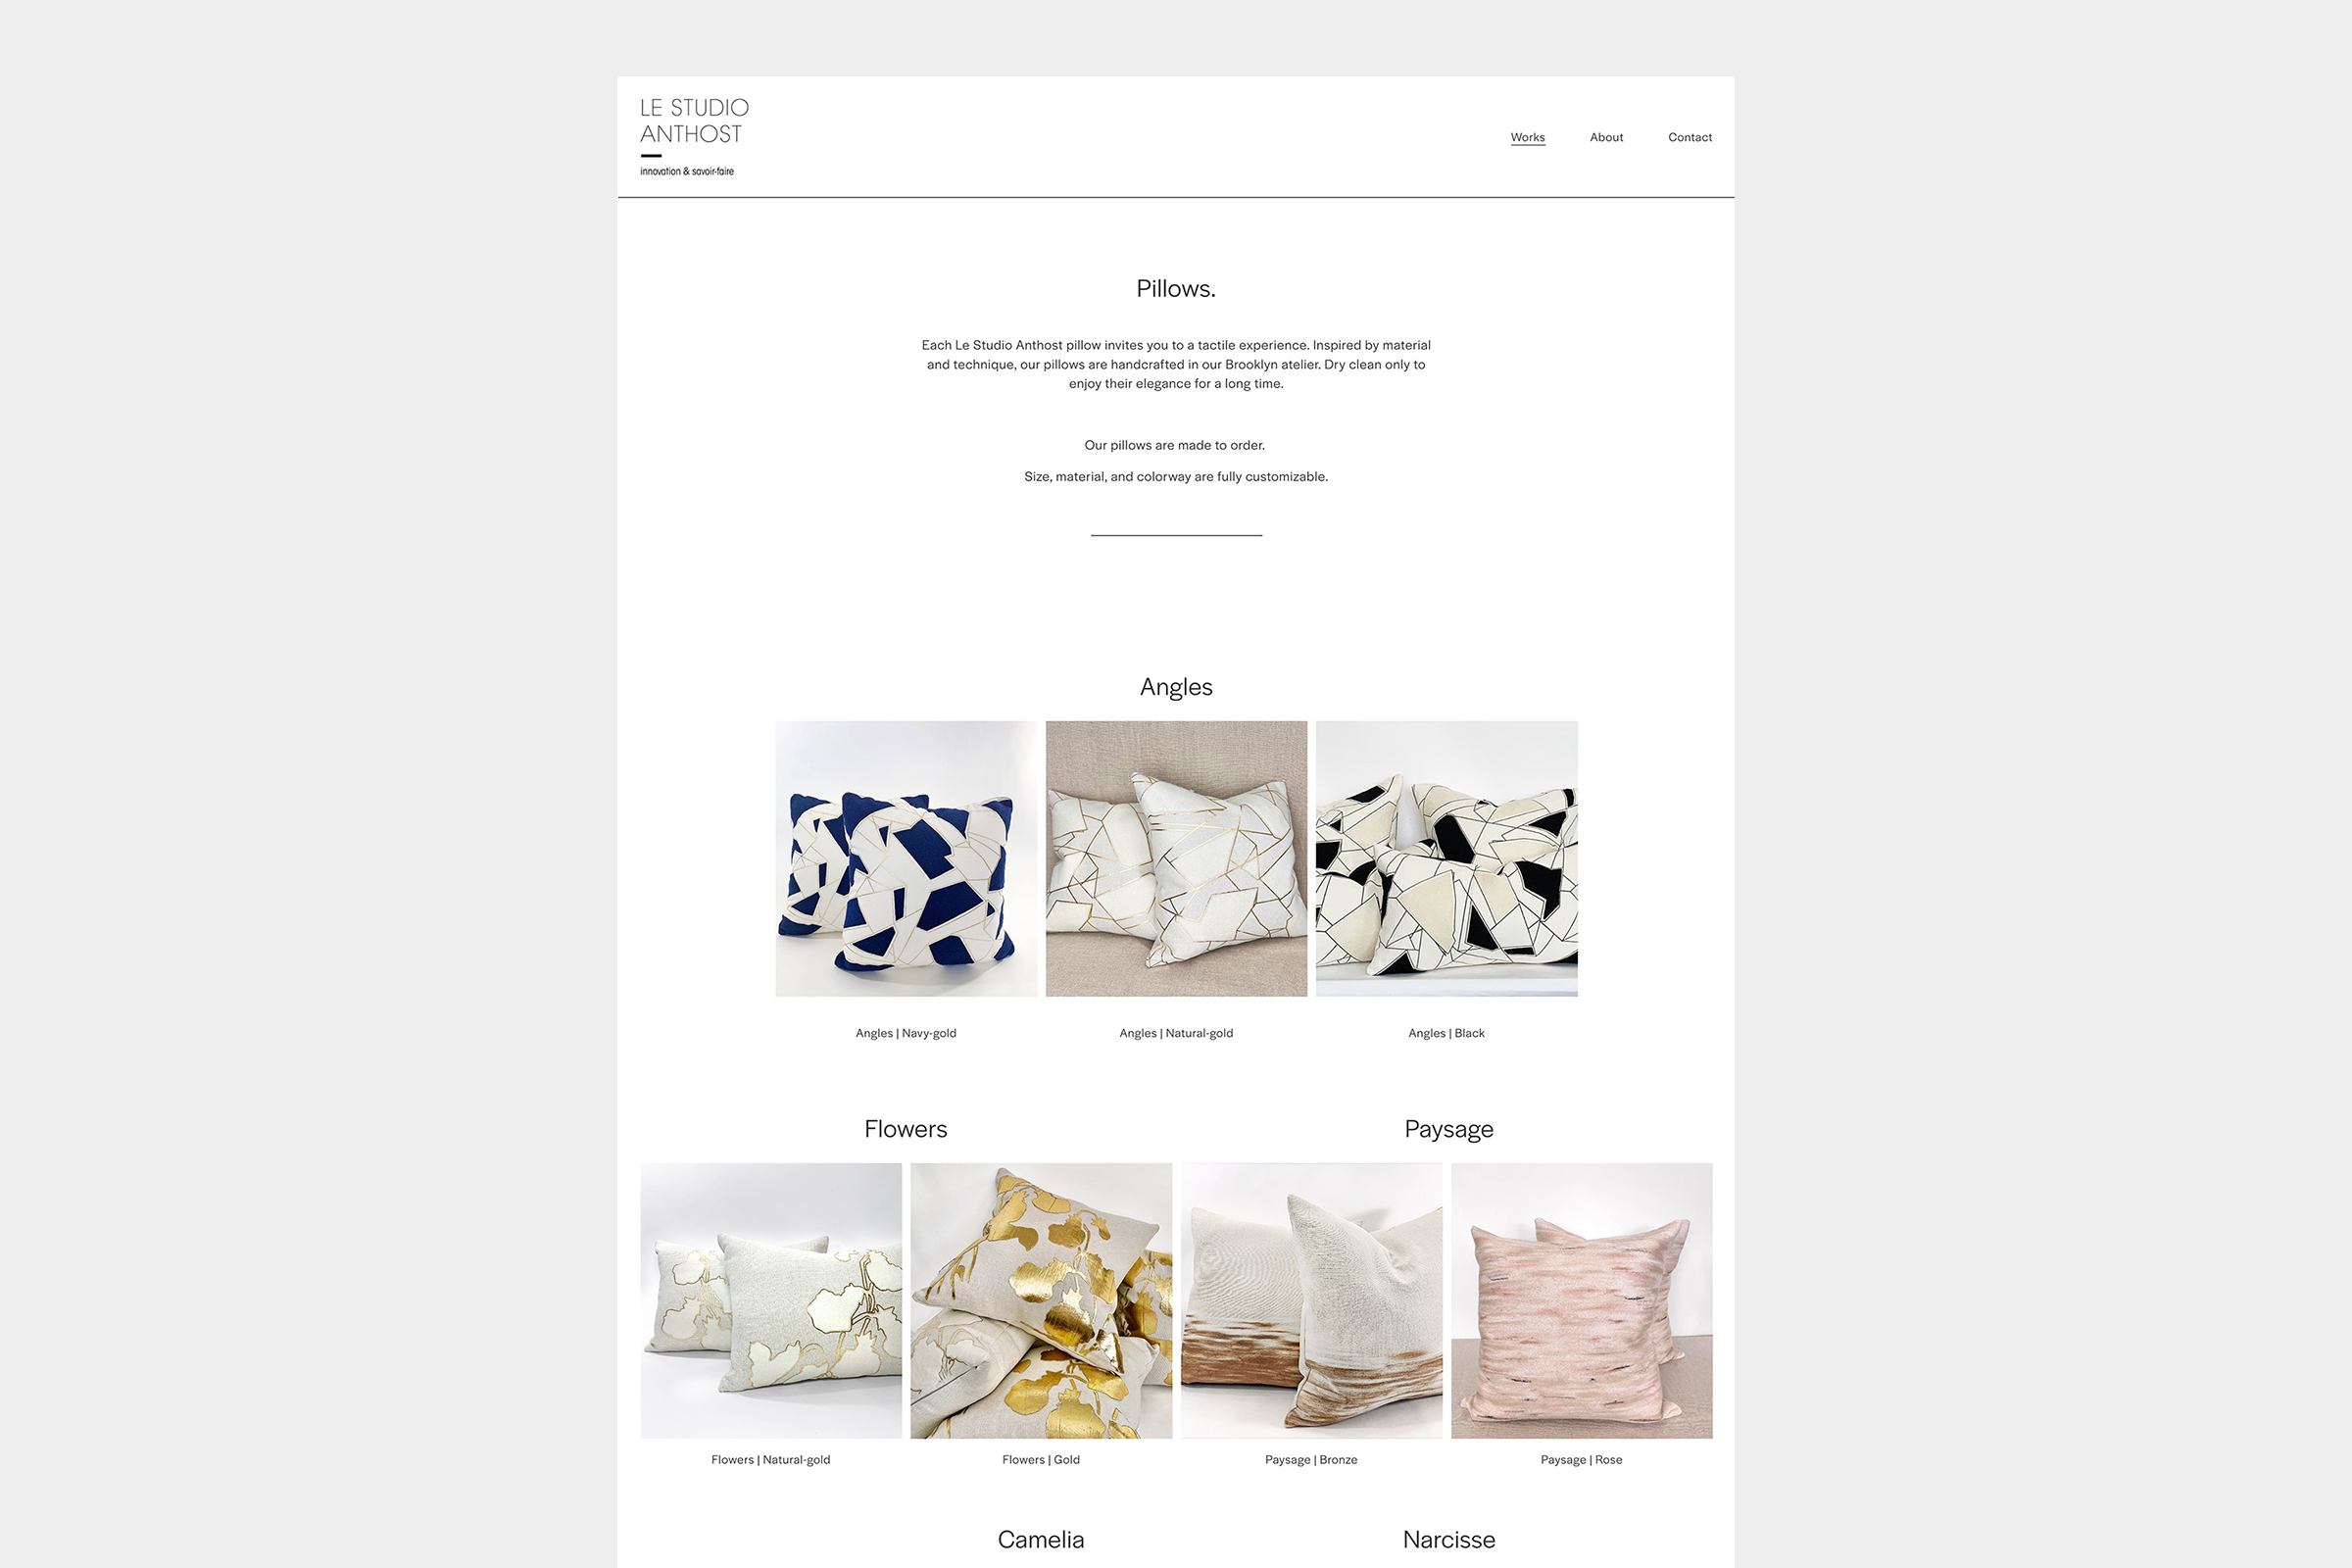 LE STUDIO
ANTHOST
innovation & savoir-faire
Works
About
Contact
Pillows.
Each Le Studio Anthost pillow invites you to a tactile experience. Inspired by material
and technique, our pillows are handcrafted in our Brooklyn atelier. Dry clean only to
enjoy their elegance for a long time.
Our pillows are made to order.
Size, material, and colorway are fully customizable.
Angles
Angles | Navy-gold
Angles | Natural-gold
Angles | Black
Flowers
Paysage
Flowers | Natural-gold
Flowers | Gold
Paysage | Bronze
Paysage | Rose
Camelia
Narcisse